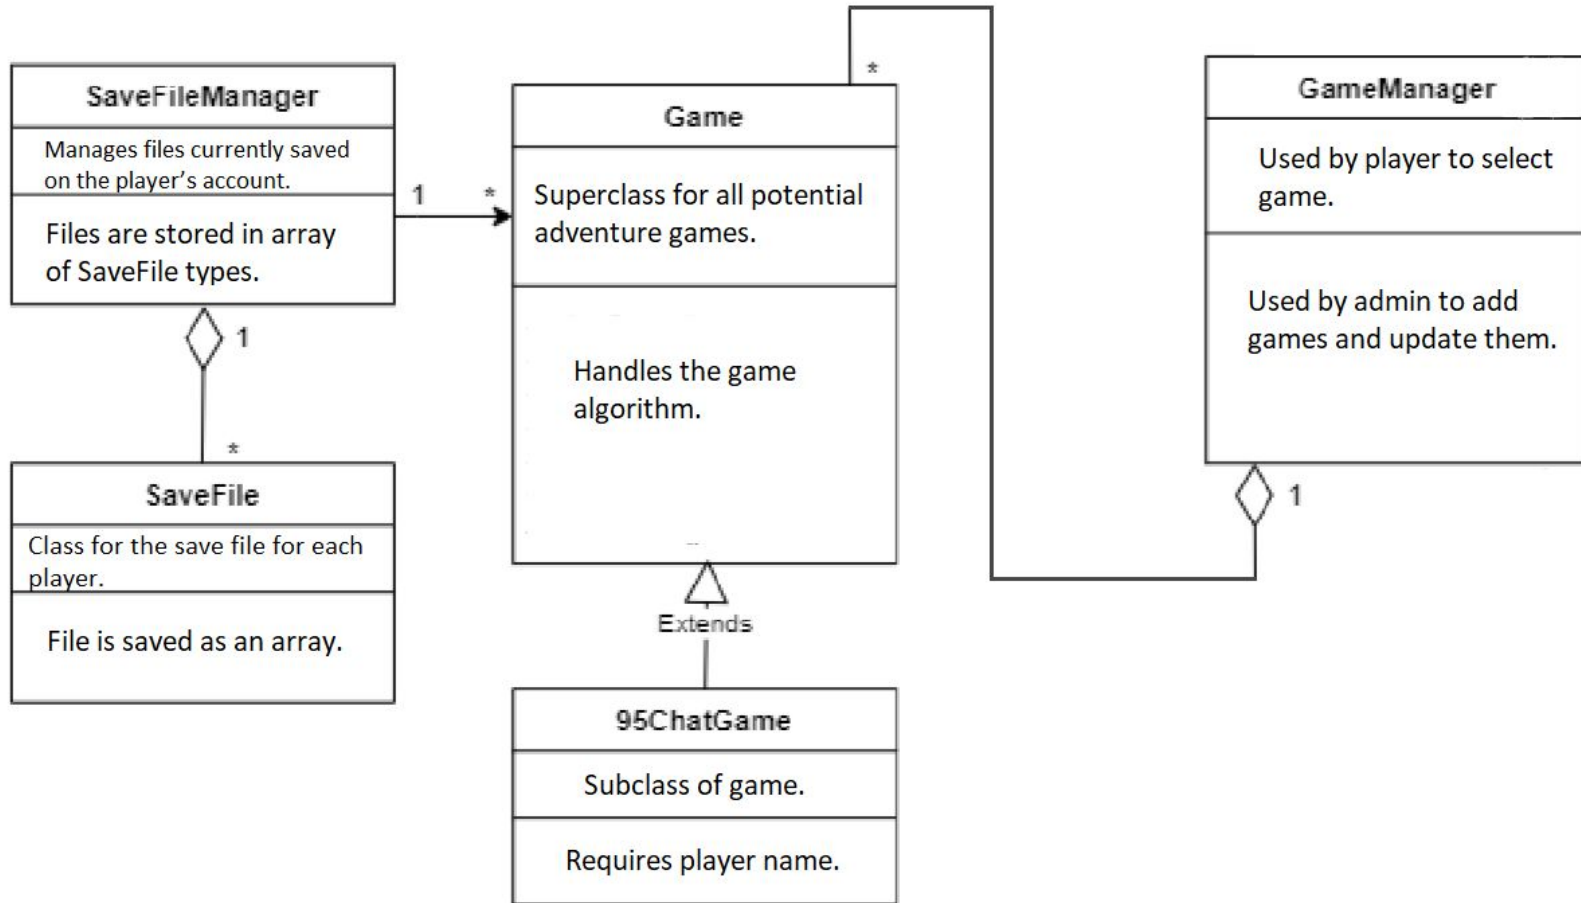 SaveFileManager
Manages files currently saved
on the player’s account.
Files are stored in array
of SaveFile types.
1
*
1
*
SaveFile
Class for the save file for each
player.
File is saved as an array.
*
Game
Superclass for all potential
adventure games.
Handles the game
algorithm.
Extends
95ChatGame
Subclass of game.
Requires player name.
GameManager
Used by player to select
game.
Used by admin to add
games and update them.
1